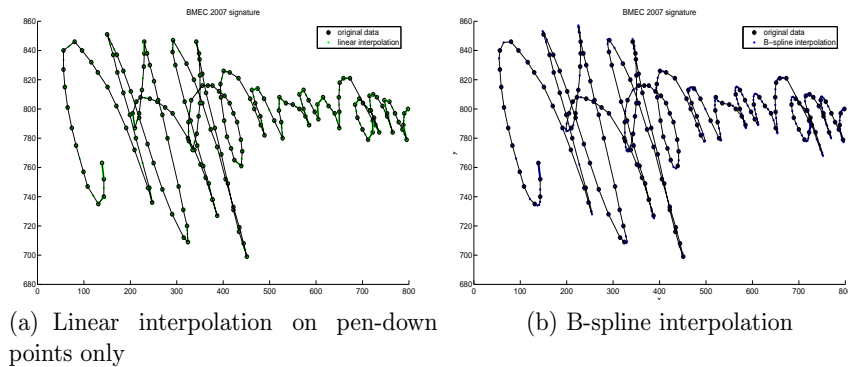 BMEC 2007 signature
860
840
820
800
780
760
740
720
700
680
0 100 200 300 400 500 600 700 800
original data
linear interpolation
(a) Linear interpolation on pen-down
points only
BMEC 2007 signature
860
840
820
800
780
760
740
720
700
680
0 100 200 300 400 500 600 700 800
original data
B−spline interpolation
(b) B-spline interpolation